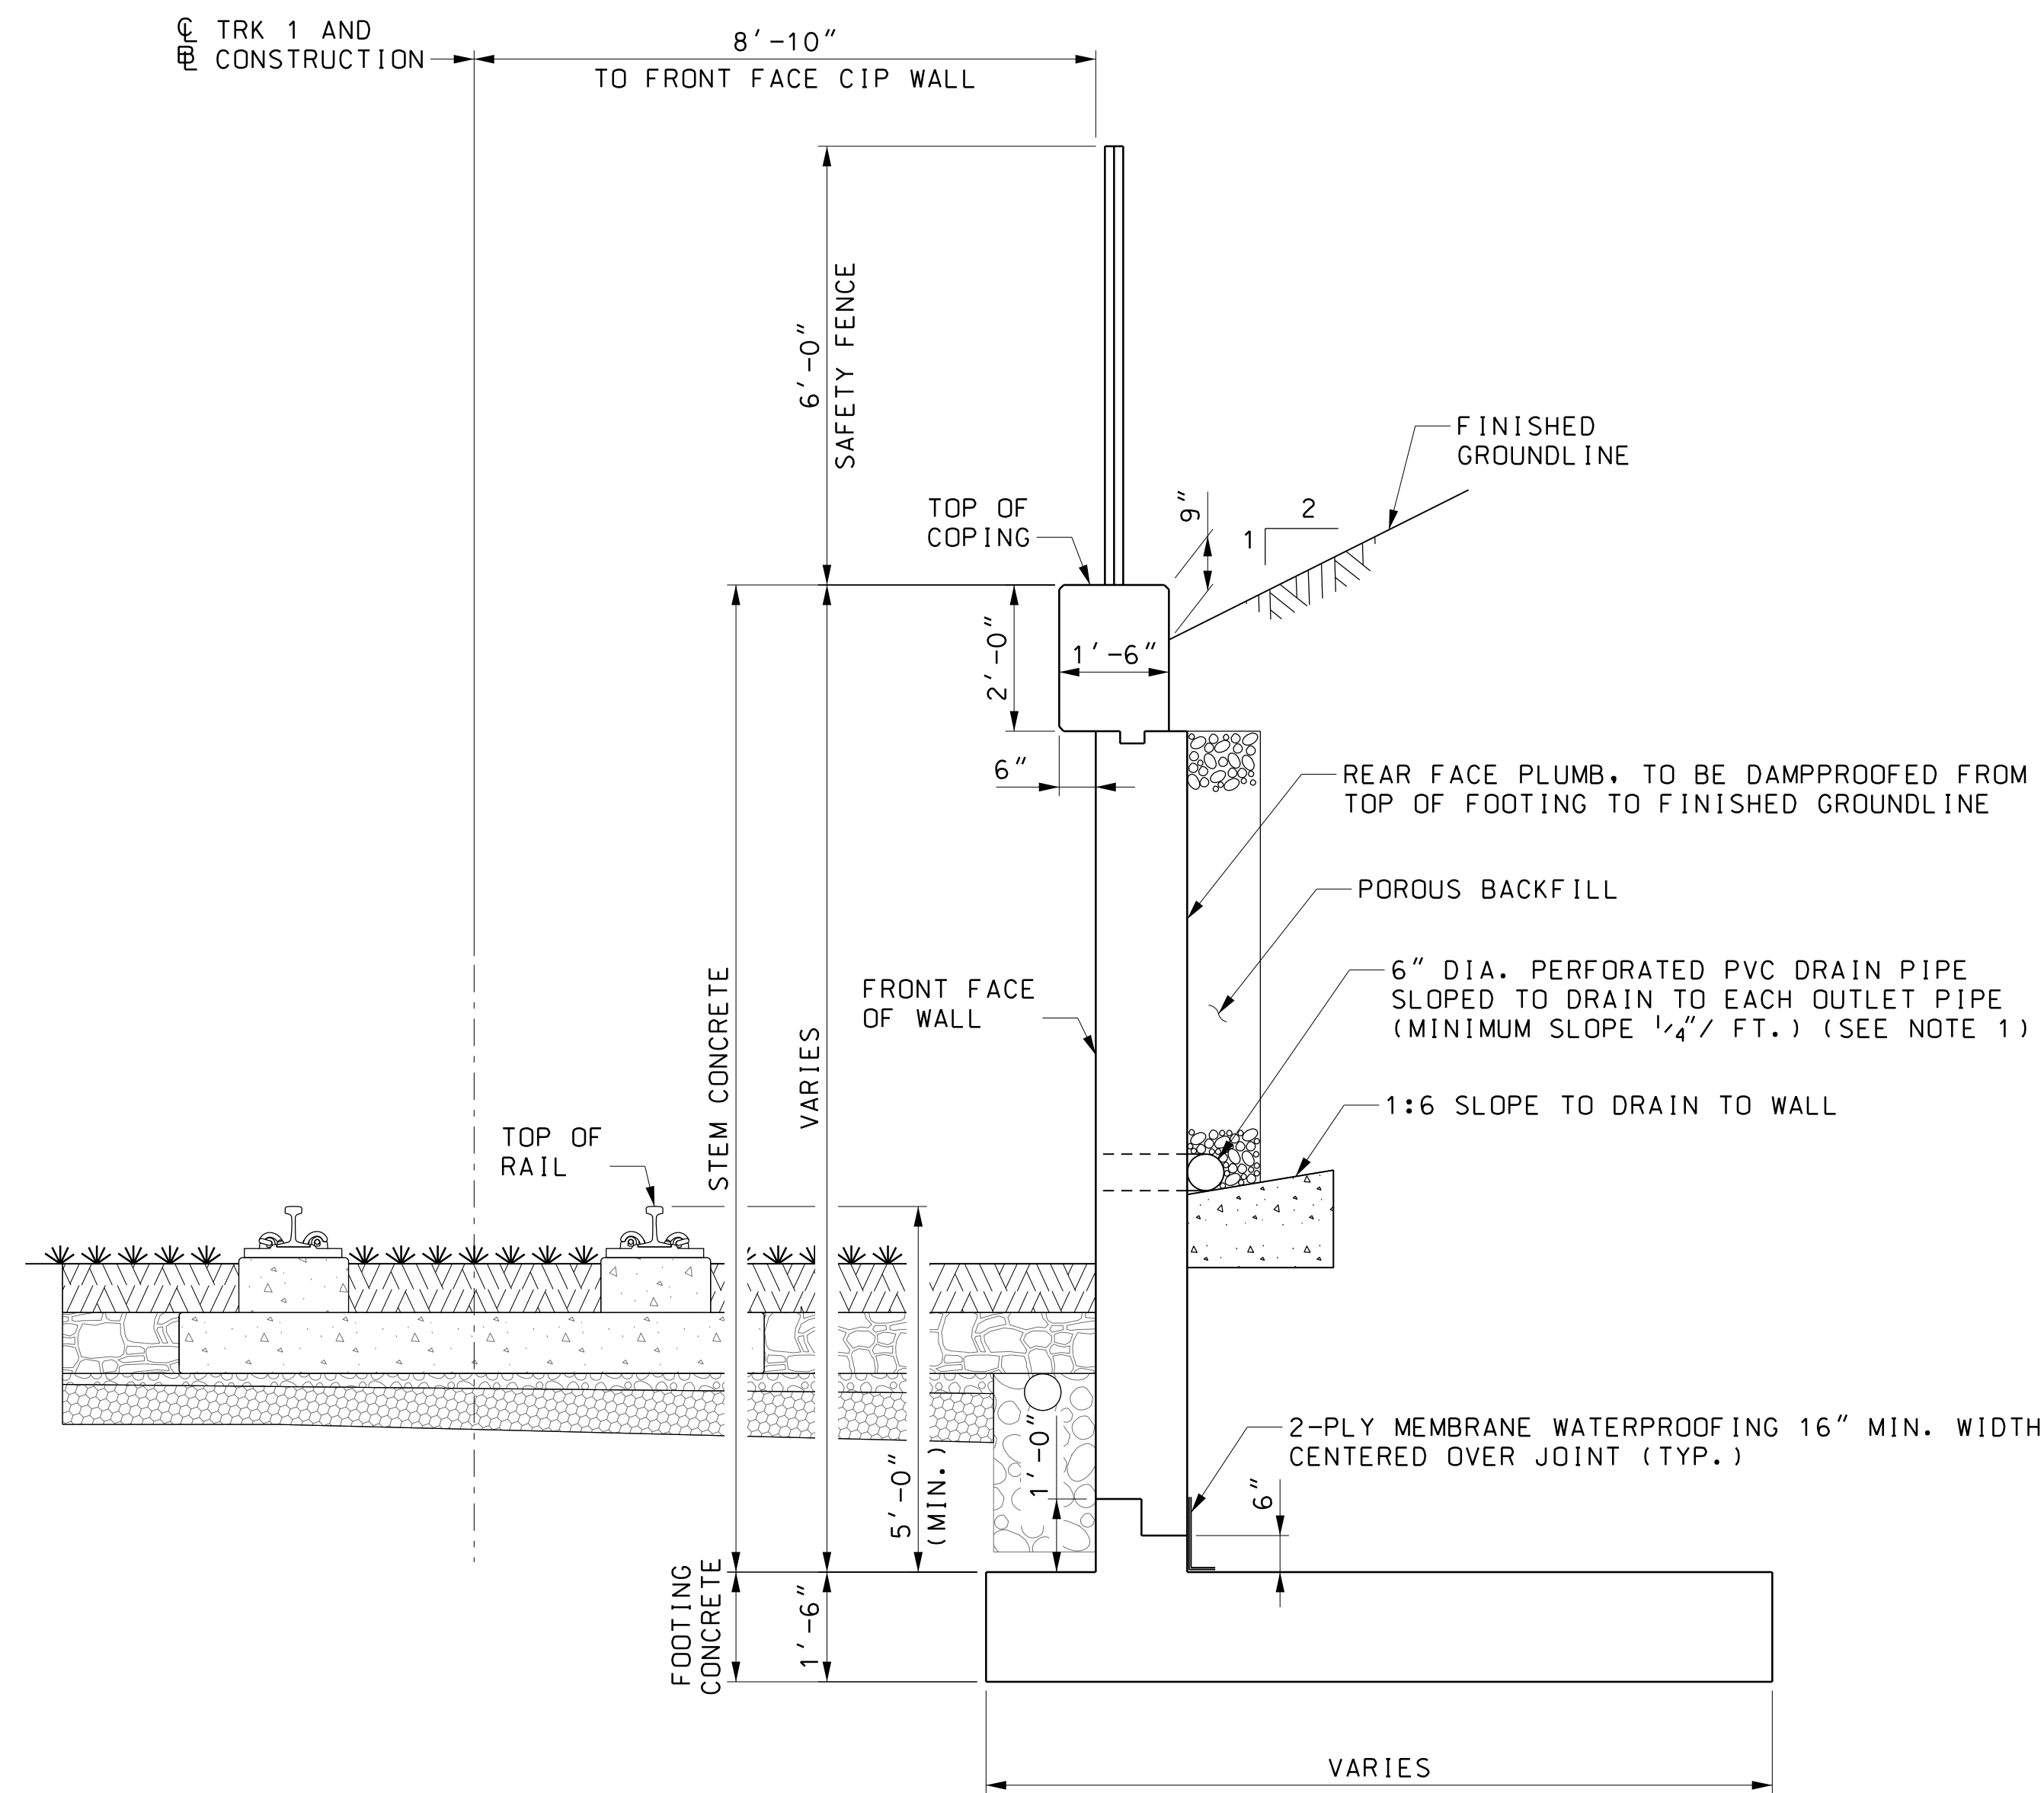 ℄ TRK 1 AND
B̵L CONSTRUCTION
8'-10"
TO FRONT FACE CIP WALL
6'-0"
SAFETY FENCE
FINISHED
GROUNDLINE
TOP OF
COPING
9"
2
1
2'-0"
1'-6"
6"
REAR FACE PLUMB, TO BE DAMPPROOFED FROM
TOP OF FOOTING TO FINISHED GROUNDLINE
POROUS BACKFILL
6" DIA. PERFORATED PVC DRAIN PIPE
SLOPED TO DRAIN TO EACH OUTLET PIPE
(MINIMUM SLOPE 1/4"/ FT.) (SEE NOTE 1)
FRONT FACE
OF WALL
STEM CONCRETE
VARIES
1:6 SLOPE TO DRAIN TO WALL
TOP OF
RAIL
5'-0"
(MIN.)
1'-0"
2-PLY MEMBRANE WATERPROOFING 16" MIN. WIDTH
CENTERED OVER JOINT (TYP.)
6"
FOOTING
CONCRETE
1'-6"
VARIES